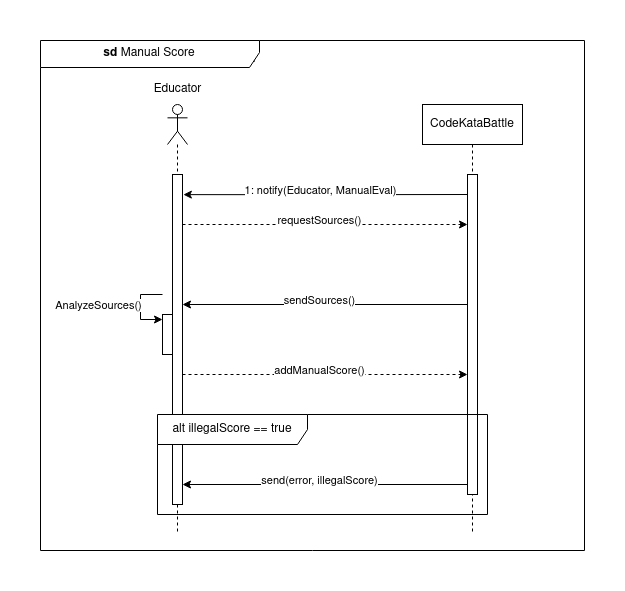 sd Manual Score
Educator
CodeKataBattle
1: notify(Educator, ManualEval)
requestSources()
sendSources()
AnalyzeSources()
addManualScore()
alt illegalScore == true
send(error, illegalScore)